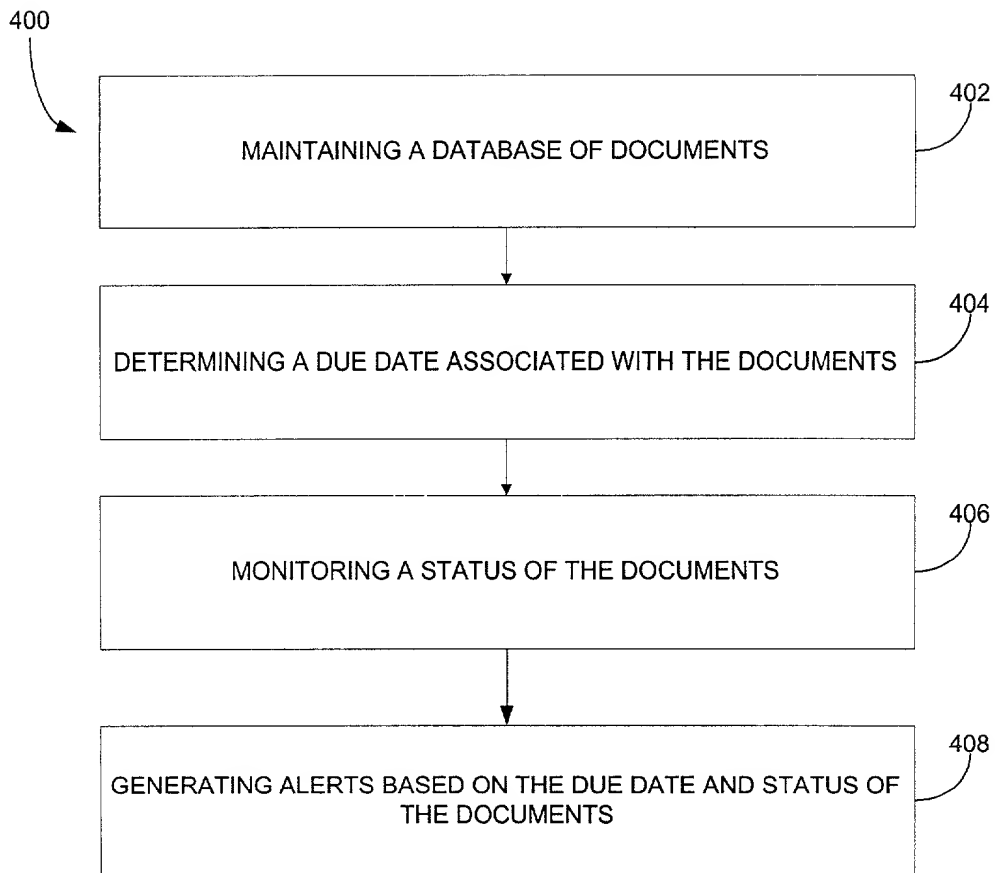 400
402
MAINTAINING A DATABASE OF DOCUMENTS
404
DETERMINING A DUE DATE ASSOCIATED WITH THE DOCUMENTS
406
MONITORING A STATUS OF THE DOCUMENTS
408
GENERATING ALERTS BASED ON THE DUE DATE AND STATUS OF
THE DOCUMENTS